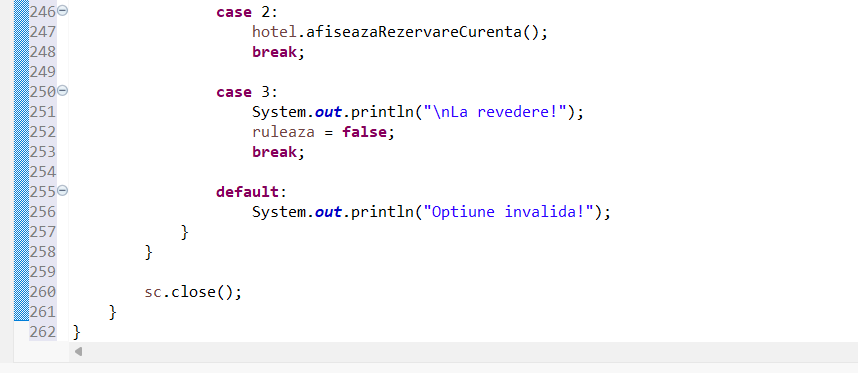 246 case 2:
247 hotel.afiseazaRezervareCurenta();
248 break;
249
250 case 3:
251 System.out.println("\nLa revedere!");
252 ruleaza = false;
253 break;
254
255 default:
256 System.out.println("Optiune invalida!");
257 }
258 }
259
260 sc.close();
261 }
262 }